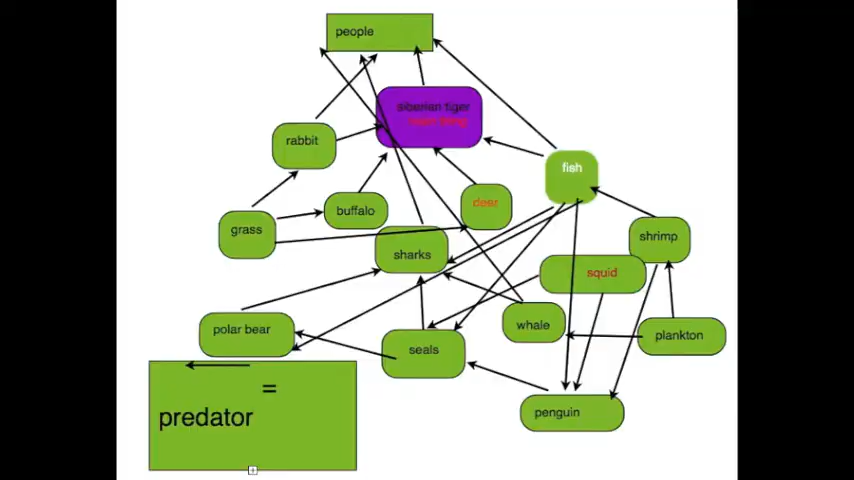 people
siberian tiger
rabbit
fish
deer
buffalo
grass
shrimp
sharks
squid
polar bear
whale
plankton
seals
=
predator
penguin